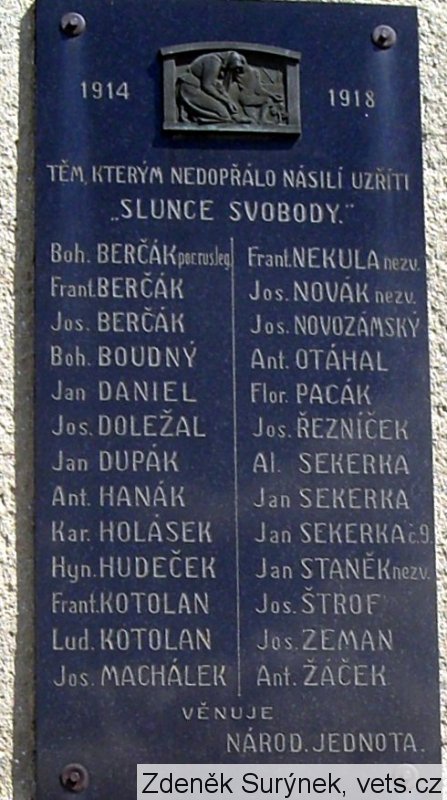 1914
1918
TĚM, KTERÝM NEDOPŘÁLO NÁSILÍ UZŘÍTI
„SLUNCE SVOBODY."
Boh. BERČÁK por.rus.leg.
Frant. BERČÁK
Jos. BERČÁK
Boh. BOUDNÝ
Jan DANIEL
Jos. DOLEŽAL
Jan DUPÁK
Ant. HANÁK
Kar. HOLÁSEK
Hyn. HUDEČEK
Frant. KOTOLAN
Lud. KOTOLAN
Jos. MACHÁLEK
Frant. NEKULA nezv.
Jos. NOVÁK nezv.
Jos. NOVOZÁMSKÝ
Ant. OTÁHAL
Flor. PACÁK
Jos. ŘEZNÍČEK
Al. SEKERKA
Jan SEKERKA
Jan SEKERKA č.9.
Jan STANĚK nezv.
Jos. ŠTROF
Jos. ZEMAN
Ant. ŽÁČEK
VĚNUJE
NÁROD. JEDNOTA.
Zdeněk Surýnek, vets.cz